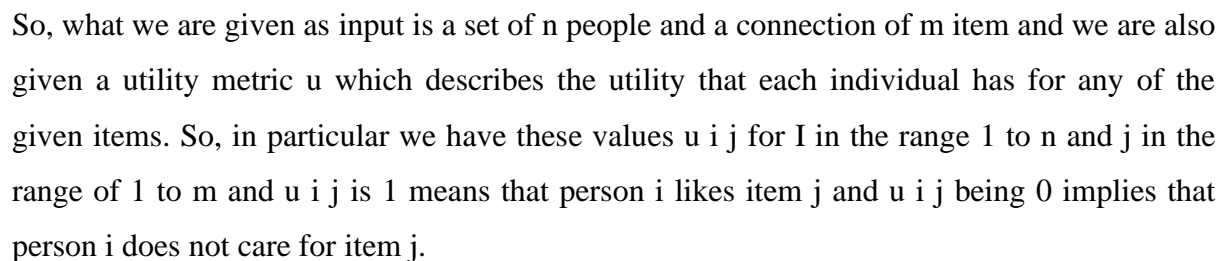 So, what we are given as input is a set of n people and a connection of m item and we are also
given a utility metric u which describes the utility that each individual has for any of the
given items. So, in particular we have these values u i j for I in the range 1 to n and j in the
range of 1 to m and u i j is 1 means that person i likes item j and u i j being 0 implies that
person i does not care for item j.